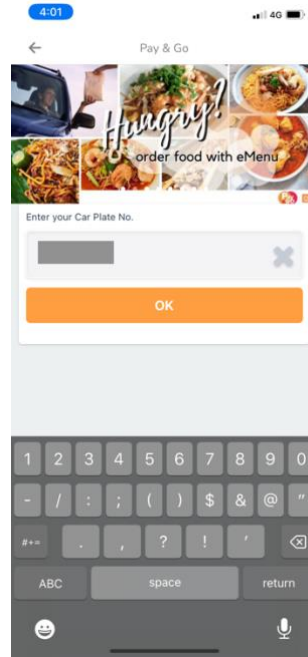 4:01
4G
Pay & Go
Hungry?
order food with eMenu
Enter your Car Plate No.
OK
1 2 3 4 5 6 7 8 9 0
- / : ; ( ) $ & @ "
#+= . , ? ! '
ABC space return